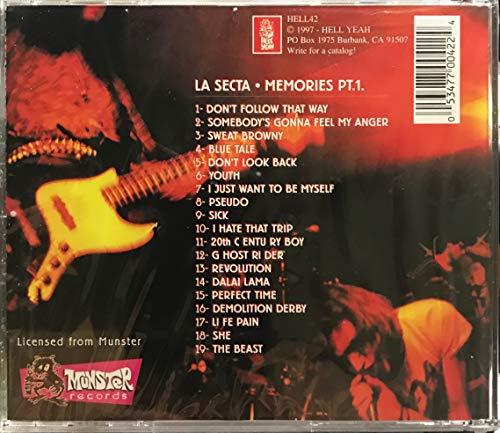 HELL42
© 1997 - HELL YEAH
PO Box 1975 Burbank, CA 91507
Write for a catalog!
0 53477 00422 4
LA SECTA • MEMORIES PT.1.
1- DON'T FOLLOW THAT WAY
2- SOMEBODY'S GONNA FEEL MY ANGER
3- SWEAT BROWNY
4- BLUE TALE
5- DON'T LOOK BACK
6- YOUTH
7- I JUST WANT TO BE MYSELF
8- PSEUDO
9- SICK
10- I HATE THAT TRIP
11- 20th C ENTU RY BOY
12- G HOST RI DER
13- REVOLUTION
14- DALAI LAMA
15- PERFECT TIME
16- DEMOLITION DERBY
17- LI FE PAIN
18- SHE
19- THE BEAST
Licensed from Munster
MUNSTER
records